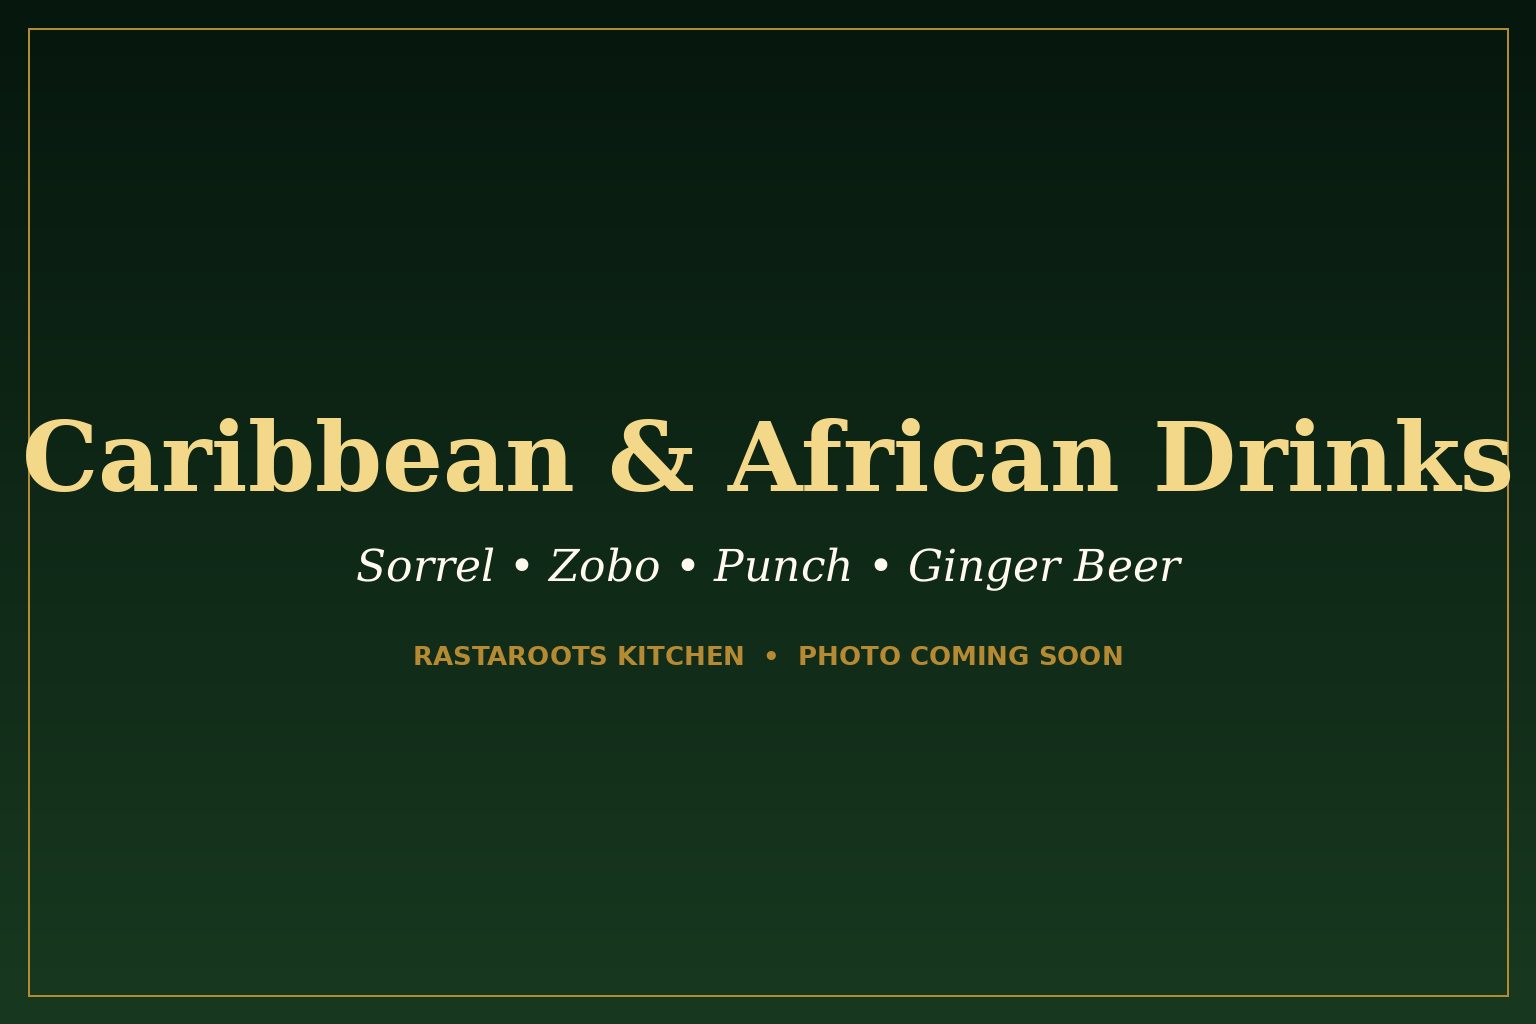 Caribbean & African Drinks
Sorrel • Zobo • Punch • Ginger Beer
RASTAROOTS KITCHEN • PHOTO COMING SOON